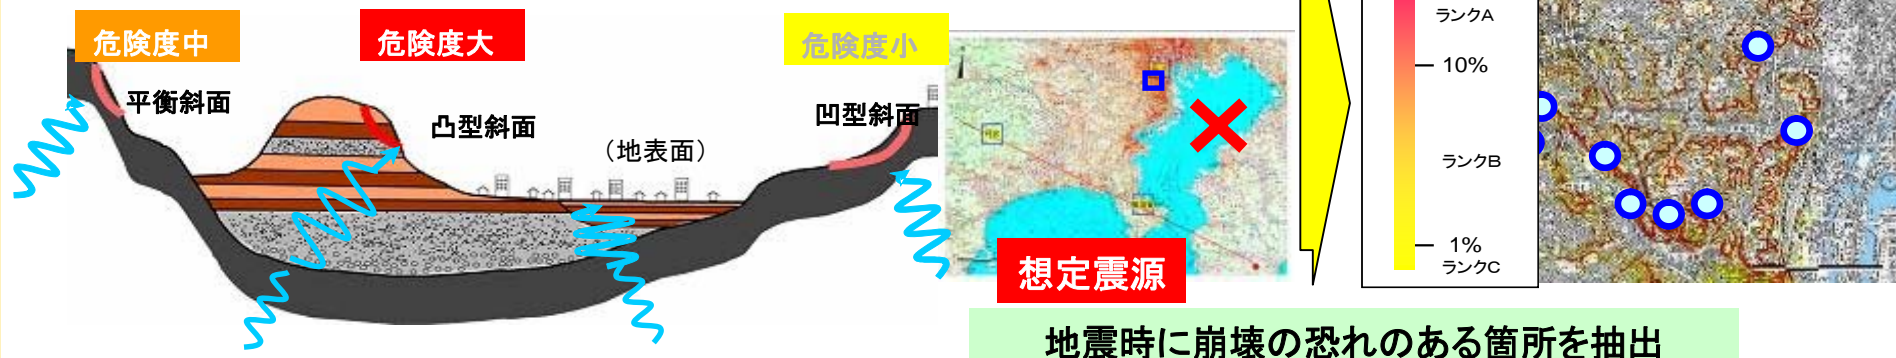 危険度中
危険度大
危険度小
平衡斜面
凸型斜面
(地表面)
凹型斜面
想定震源
ランクA
10%
ランクB
1%
ランクC
地震時に崩壊の恐れのある箇所を抽出